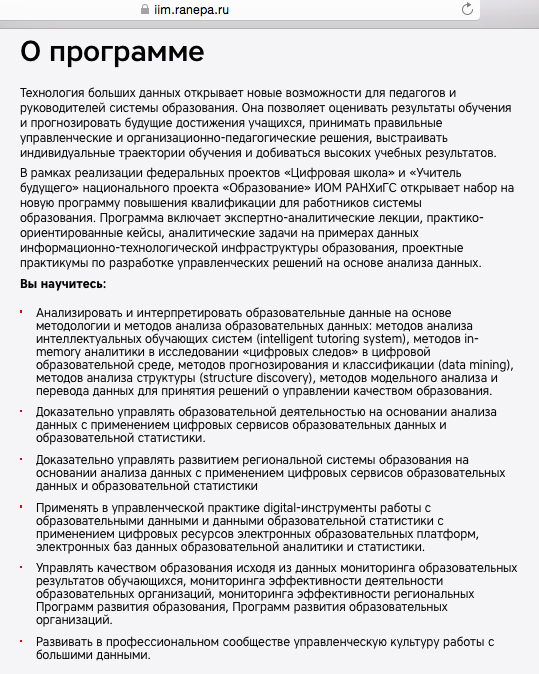 iim.ranepa.ru
О программе
Технология больших данных открывает новые возможности для педагогов и
руководителей системы образования. Она позволяет оценивать результаты обучения
и прогнозировать будущие достижения учащихся, принимать правильные
управленческие и организационно-педагогические решения, выстраивать
индивидуальные траектории обучения и добиваться высоких учебных результатов.
В рамках реализации федеральных проектов «Цифровая школа» и «Учитель
будущего» национального проекта «Образование» ИОМ РАНХиГС открывает набор на
новую программу повышения квалификации для работников системы
образования. Программа включает экспертно-аналитические лекции, практико-
ориентированные кейсы, аналитические задачи на примерах данных
информационно-технологической инфраструктуры образования, проектные
практикумы по разработке управленческих решений на основе анализа данных.
Вы научитесь:
Анализировать и интерпретировать образовательные данные на основе
методологии и методов анализа образовательных данных: методов анализа
интеллектуальных обучающих систем (intelligent tutoring system), методов in-
memory аналитики в исследовании «цифровых следов» в цифровой
образовательной среде, методов прогнозирования и классификации (data mining),
методов анализа структуры (structure discovery), методов модельного анализа и
перевода данных для принятия решений о управлении качеством образования.
Доказательно управлять образовательной деятельностью на основании анализа
данных с применением цифровых сервисов образовательных данных и
образовательной статистики.
Доказательно управлять развитием региональной системы образования на
основании анализа данных с применением цифровых сервисов образовательных
данных и образовательной статистики
Применять в управленческой практике digital-инструменты работы с
образовательными данными и данными образовательной статистики с
применением цифровых ресурсов электронных образовательных платформ,
электронных баз данных образовательной аналитики и статистики.
Управлять качеством образования исходя из данных мониторинга образовательных
результатов обучающихся, мониторинга эффективности деятельности
образовательных организаций, мониторинга эффективности региональных
Программ развития образования, Программ развития образовательных
организаций.
Развивать в профессиональном сообществе управленческую культуру работы с
большими данными.